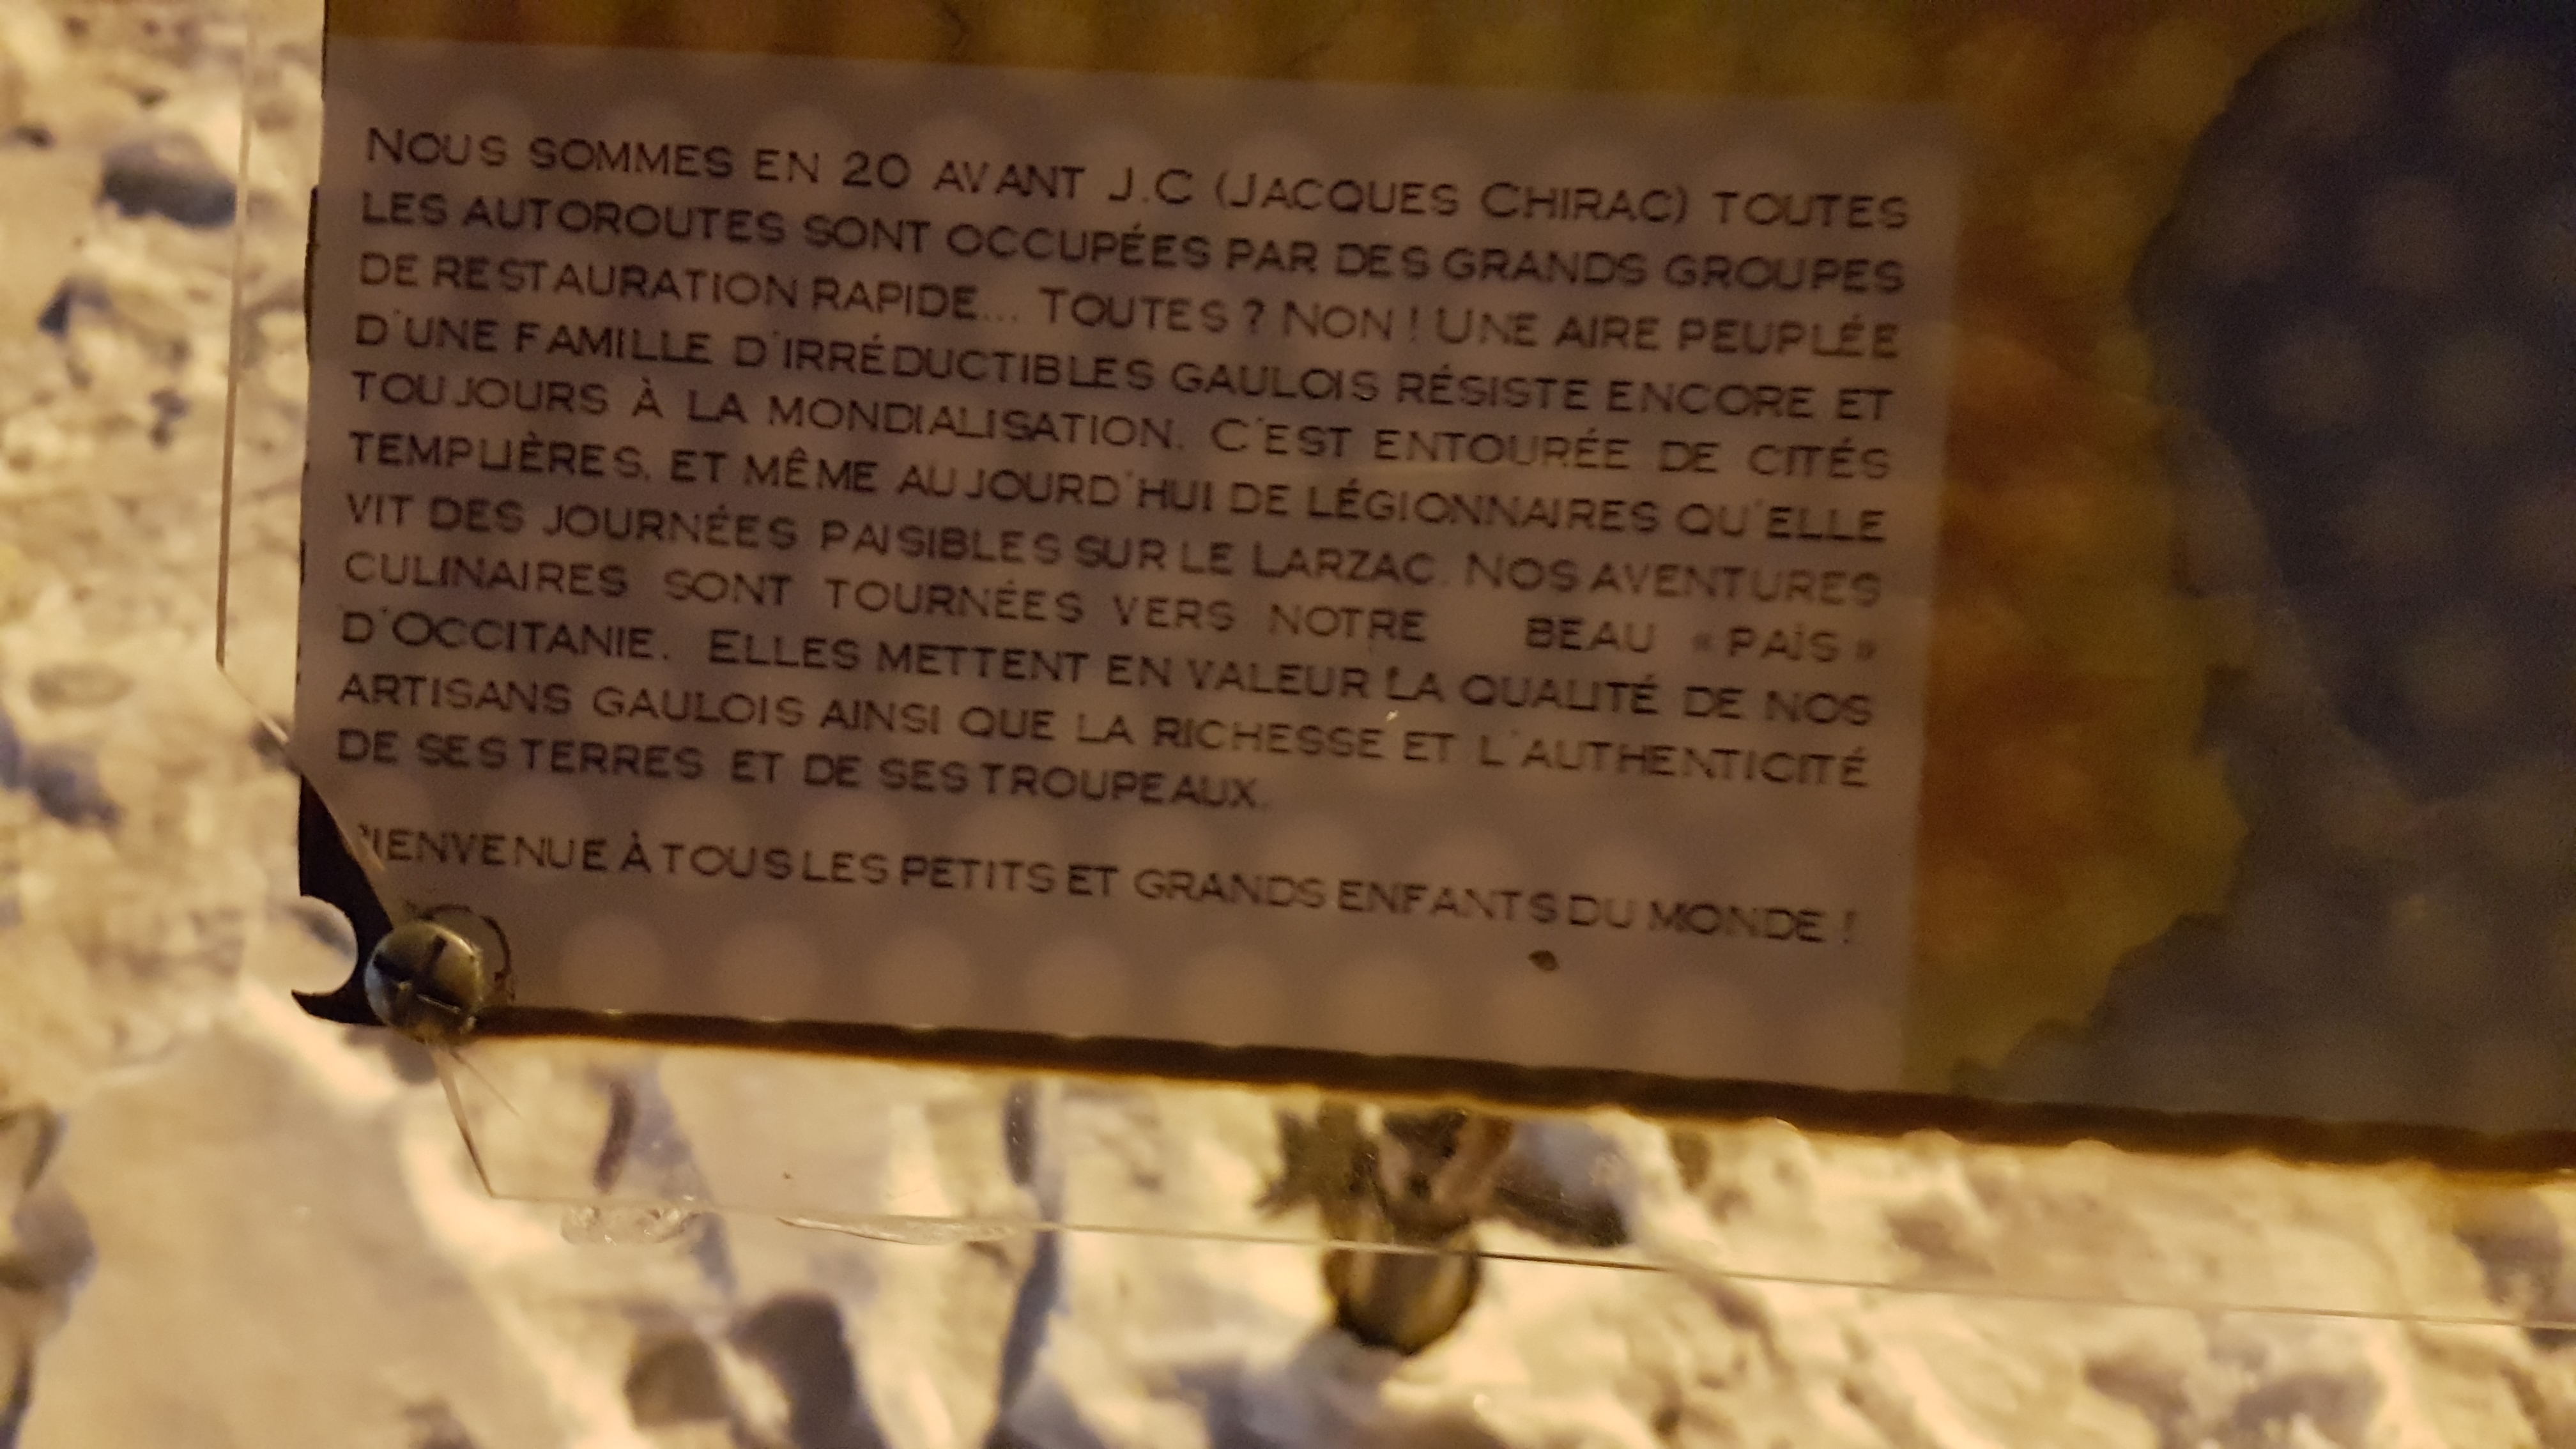 NOUS SOMMES EN 20 AVANT J.C (JACQUES CHIRAC) TOUTES
LES AUTOROUTES SONT OCCUPÉES PAR DES GRANDS GROUPES
DE RESTAURATION RAPIDE... TOUTES ? NON ! UNE AIRE PEUPLÉE
D'UNE FAMILLE D'IRRÉDUCTIBLES GAULOIS RÉSISTE ENCORE ET
TOUJOURS À LA MONDIALISATION. C'EST ENTOURÉE DE CITÉS
TEMPLIÈRES, ET MÊME AUJOURD'HUI DE LÉGIONNAIRES QU'ELLE
VIT DES JOURNÉES PAISIBLES SUR LE LARZAC. NOS AVENTURES
CULINAIRES SONT TOURNÉES VERS NOTRE BEAU « PAÏS »
D'OCCITANIE. ELLES METTENT EN VALEUR LA QUALITÉ DE NOS
ARTISANS GAULOIS AINSI QUE LA RICHESSE ET L'AUTHENTICITÉ
DE SES TERRES ET DE SES TROUPEAUX.
BIENVENUE À TOUS LES PETITS ET GRANDS ENFANTS DU MONDE !